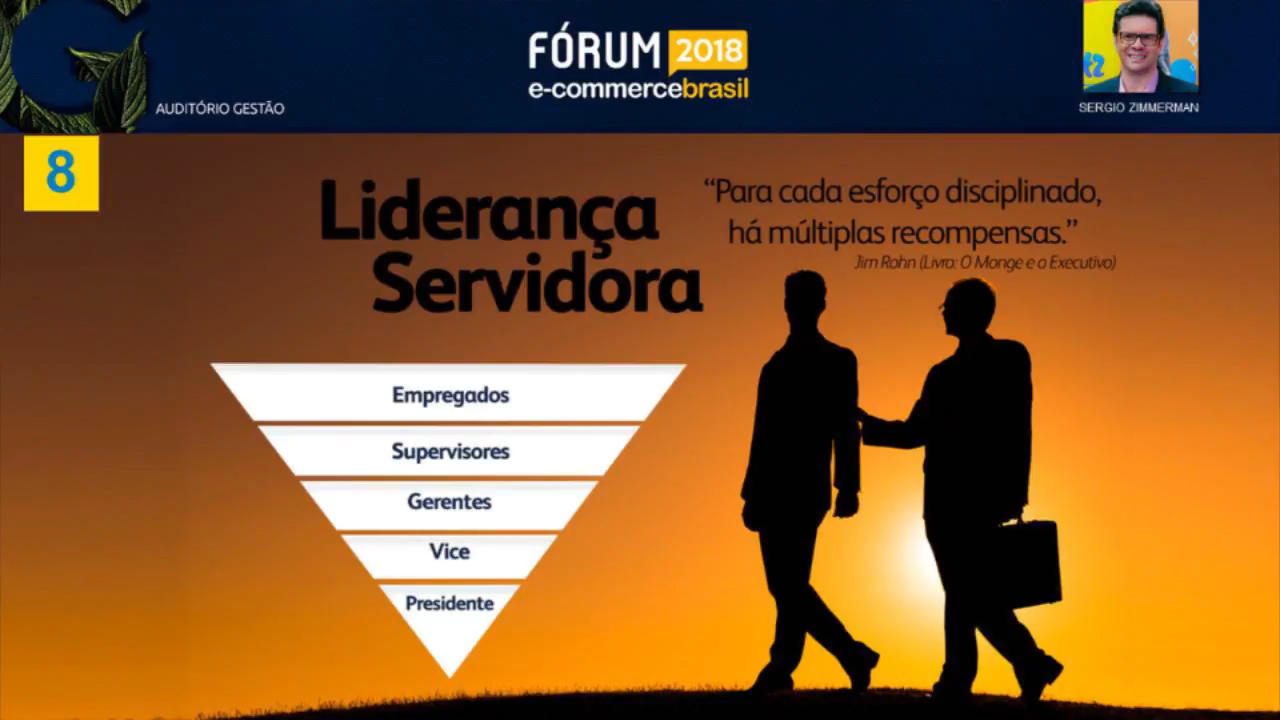 FÓRUM 2018
e-commercebrasil
AUDITÓRIO GESTÃO
SERGIO ZIMMERMAN
8
Liderança
Servidora
“Para cada esforço disciplinado,
há múltiplas recompensas.”
Jim Rohn (Livro: O Monge e o Executivo)
Empregados
Supervisores
Gerentes
Vice
Presidente